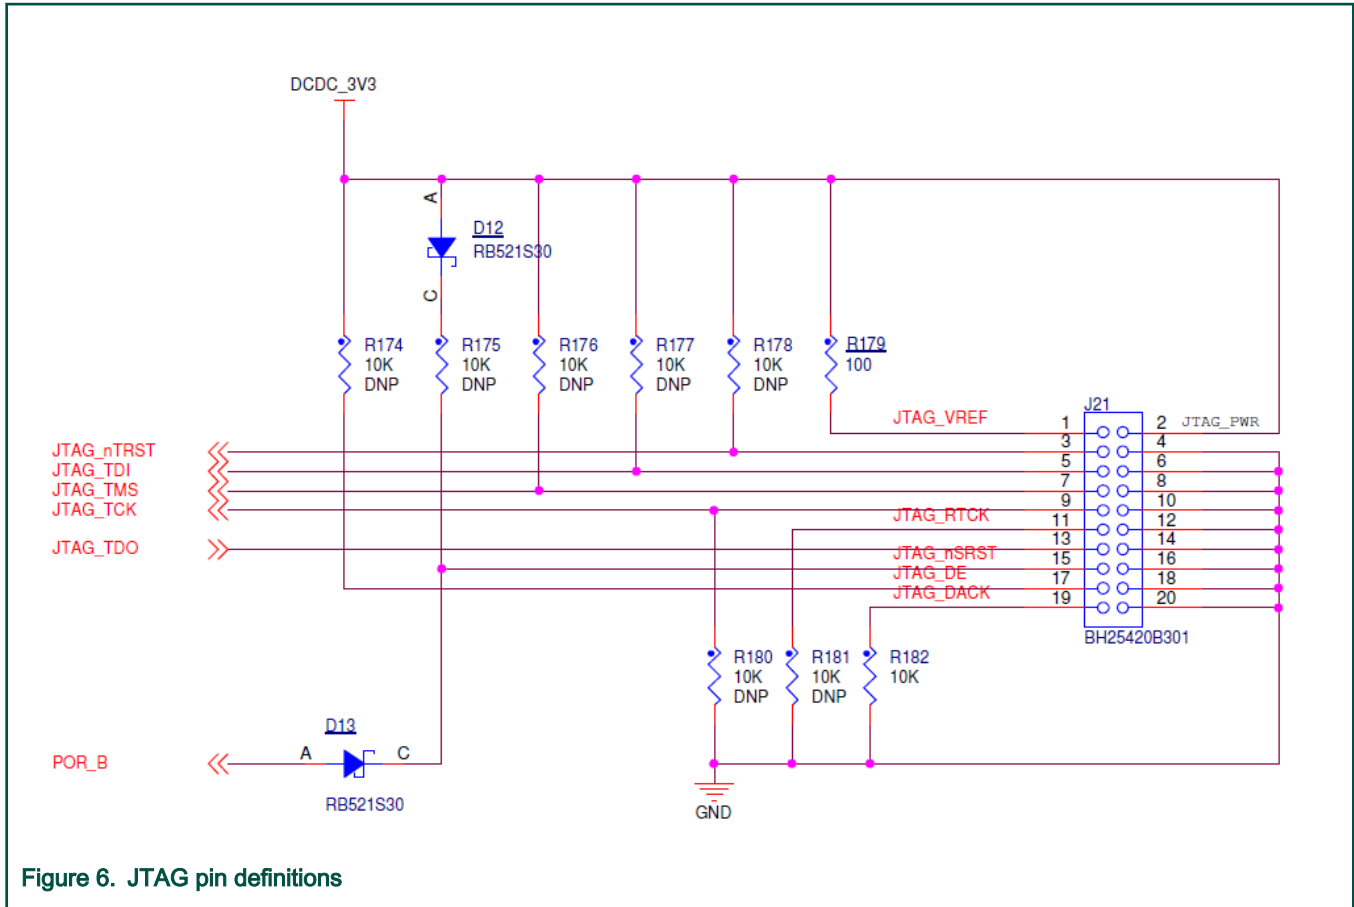 DCDC_3V3
A
D12
RB521S30
C
R174
10K
DNP
R175
10K
DNP
R176
10K
DNP
R177
10K
DNP
R178
10K
DNP
R179
100
J21
JTAG_VREF
1
2
JTAG_PWR
3
4
JTAG_nTRST
5
6
JTAG_TDI
7
8
JTAG_TMS
9
10
JTAG_TCK
JTAG_RTCK
11
12
13
14
JTAG_TDO
JTAG_nSRST
15
16
JTAG_DE
17
18
JTAG_DACK
19
20
BH25420B301
R180
10K
DNP
R181
10K
DNP
R182
10K
D13
A
C
POR_B
RB521S30
GND
Figure 6. JTAG pin definitions